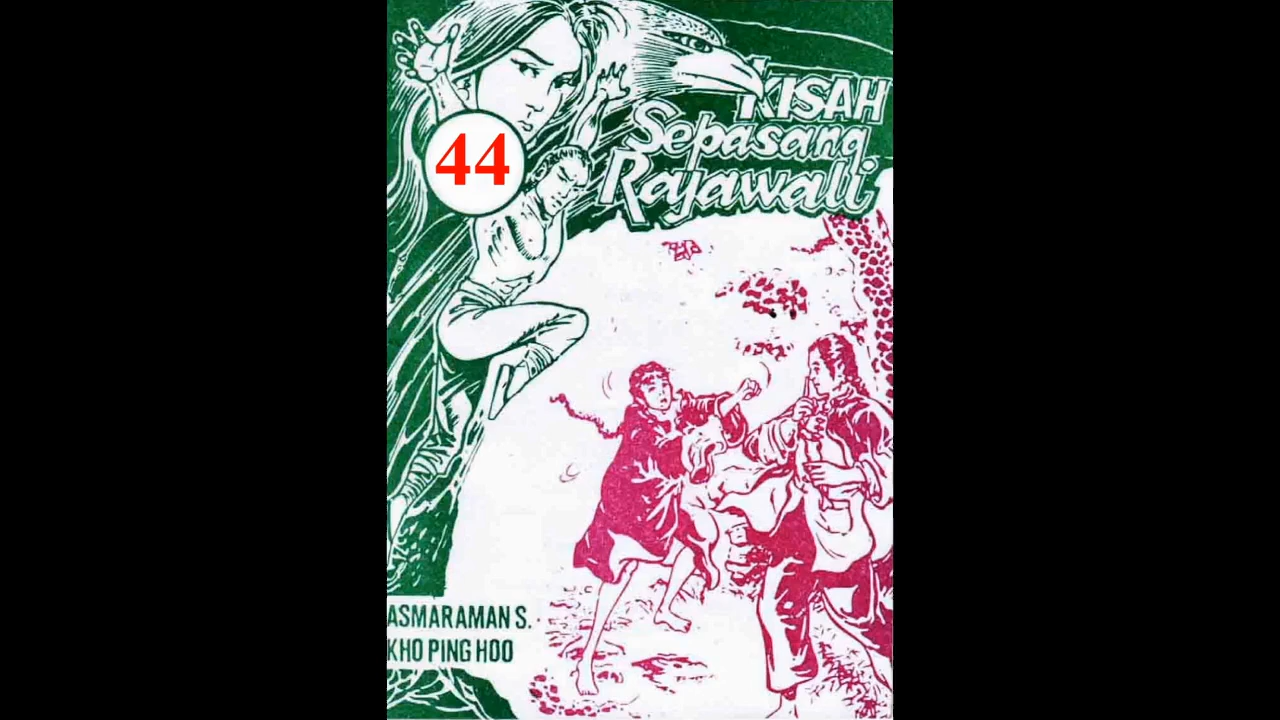 KISAH
Sepasang
Rajawali
44
ASMARAMAN S.
KHO PING HOO